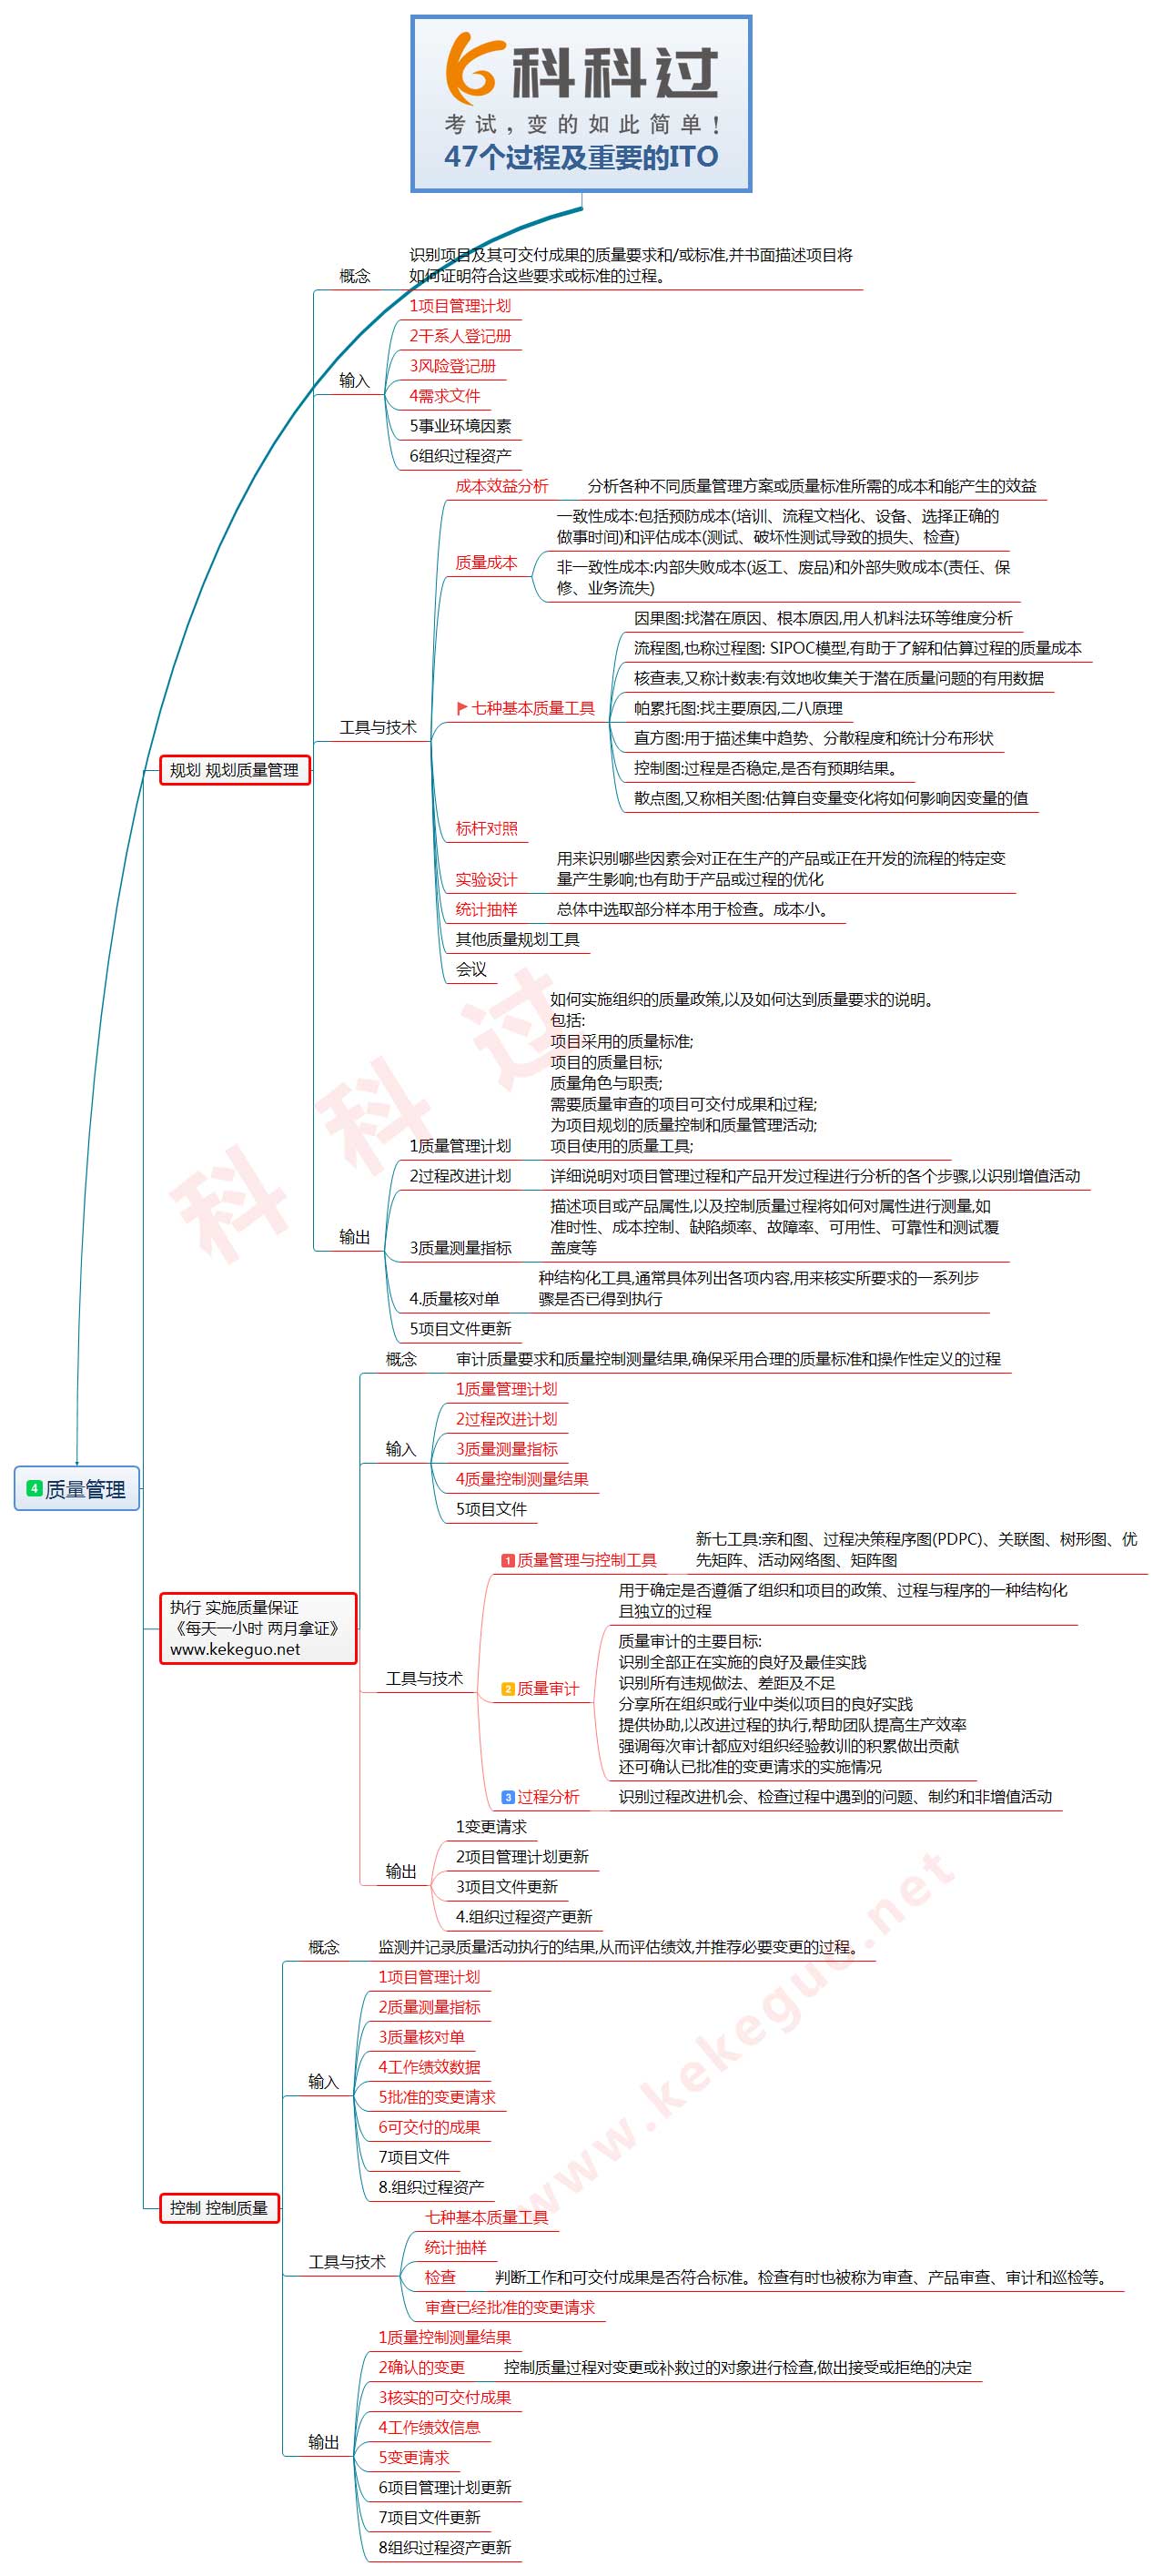 科科过
考试，变的如此简单！
47个过程及重要的ITO
4 质量管理
规划 规划质量管理
概念
识别项目及其可交付成果的质量要求和/或标准,并书面描述项目将
如何证明符合这些要求或标准的过程。
输入
1项目管理计划
2干系人登记册
3风险登记册
4需求文件
5事业环境因素
6组织过程资产
工具与技术
成本效益分析
分析各种不同质量管理方案或质量标准所需的成本和能产生的效益
质量成本
一致性成本:包括预防成本(培训、流程文档化、设备、选择正确的
做事时间)和评估成本(测试、破坏性测试导致的损失、检查)
非一致性成本:内部失败成本(返工、废品)和外部失败成本(责任、保
修、业务流失)
七种基本质量工具
因果图:找潜在原因、根本原因,用人机料法环等维度分析
流程图,也称过程图: SIPOC模型,有助于了解和估算过程的质量成本
核查表,又称计数表:有效地收集关于潜在质量问题的有用数据
帕累托图:找主要原因,二八原理
直方图:用于描述集中趋势、分散程度和统计分布形状
控制图:过程是否稳定,是否有预期结果。
散点图,又称相关图:估算自变量变化将如何影响因变量的值
标杆对照
实验设计
用来识别哪些因素会对正在生产的产品或正在开发的流程的特定变
量产生影响;也有助于产品或过程的优化
统计抽样
总体中选取部分样本用于检查。成本小。
其他质量规划工具
会议
输出
1质量管理计划
如何实施组织的质量政策,以及如何达到质量要求的说明。
包括:
项目采用的质量标准;
项目的质量目标;
质量角色与职责;
需要质量审查的项目可交付成果和过程;
为项目规划的质量控制和质量管理活动;
项目使用的质量工具;
2过程改进计划
详细说明对项目管理过程和产品开发过程进行分析的各个步骤,以识别增值活动
3质量测量指标
描述项目或产品属性,以及控制质量过程将如何对属性进行测量,如
准时性、成本控制、缺陷频率、故障率、可用性、可靠性和测试覆
盖度等
4.质量核对单
种结构化工具,通常具体列出各项内容,用来核实所要求的一系列步
骤是否已得到执行
5项目文件更新
执行 实施质量保证
《每天一小时 两月拿证》
www.kekeguo.net
概念
审计质量要求和质量控制测量结果,确保采用合理的质量标准和操作性定义的过程
输入
1质量管理计划
2过程改进计划
3质量测量指标
4质量控制测量结果
5项目文件
工具与技术
1 质量管理与控制工具
新七工具:亲和图、过程决策程序图(PDPC)、关联图、树形图、优
先矩阵、活动网络图、矩阵图
2 质量审计
用于确定是否遵循了组织和项目的政策、过程与程序的一种结构化
且独立的过程
质量审计的主要目标:
识别全部正在实施的良好及最佳实践
识别所有违规做法、差距及不足
分享所在组织或行业中类似项目的良好实践
提供协助,以改进过程的执行,帮助团队提高生产效率
强调每次审计都应对组织经验教训的积累做出贡献
还可确认已批准的变更请求的实施情况
3 过程分析
识别过程改进机会、检查过程中遇到的问题、制约和非增值活动
输出
1变更请求
2项目管理计划更新
3项目文件更新
4.组织过程资产更新
控制 控制质量
概念
监测并记录质量活动执行的结果,从而评估绩效,并推荐必要变更的过程。
输入
1项目管理计划
2质量测量指标
3质量核对单
4工作绩效数据
5批准的变更请求
6可交付的成果
7项目文件
8.组织过程资产
工具与技术
七种基本质量工具
统计抽样
检查
判断工作和可交付成果是否符合标准。检查有时也被称为审查、产品审查、审计和巡检等。
审查已经批准的变更请求
输出
1质量控制测量结果
2确认的变更
控制质量过程对变更或补救过的对象进行检查,做出接受或拒绝的决定
3核实的可交付成果
4工作绩效信息
5变更请求
6项目管理计划更新
7项目文件更新
8组织过程资产更新
科科过
www.kekeguo.net